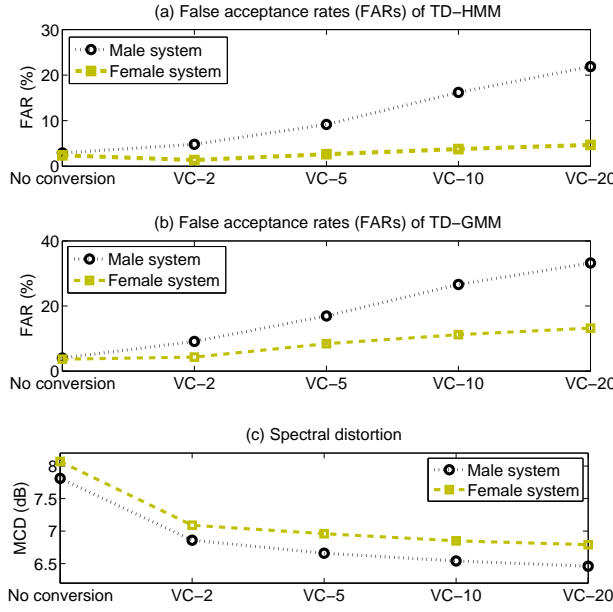 (a) False acceptance rates (FARs) of TD−HMM
30
20
10
0
FAR (%)
Male system
Female system
No conversion VC−2 VC−5 VC−10 VC−20
(b) False acceptance rates (FARs) of TD−GMM
40
20
0
FAR (%)
Male system
Female system
No conversion VC−2 VC−5 VC−10 VC−20
(c) Spectral distortion
8
7.5
7
6.5
MCD (dB)
Male system
Female system
No conversion VC−2 VC−5 VC−10 VC−20